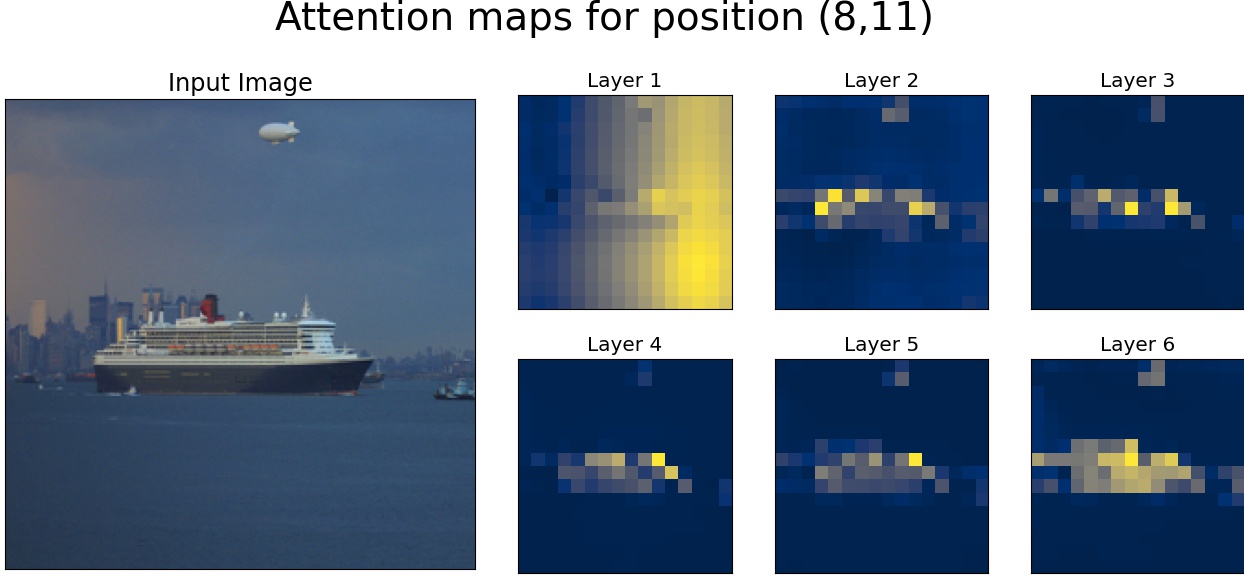 Attention maps for position (8,11)
Input Image
Layer 1
Layer 2
Layer 3
Layer 4
Layer 5
Layer 6